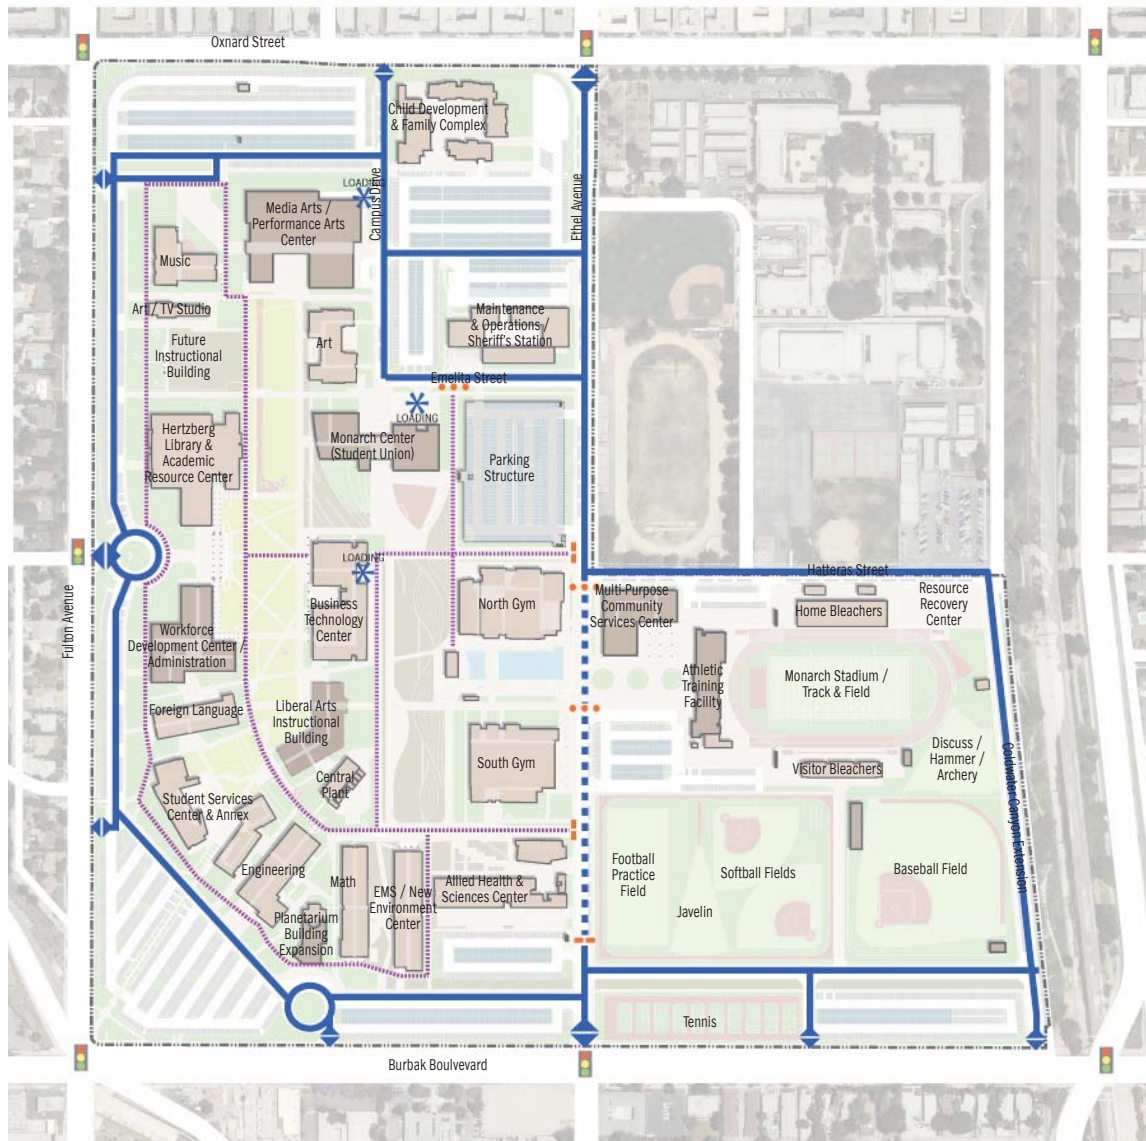 Oxnard Street
Child Development
& Family Complex
LOADING
Campus Drive
Ethel Avenue
Media Arts /
Performance Arts
Center
Music
Art / TV Studio
Future
Instructional
Building
Art
Maintenance
& Operations /
Sheriff's Station
Emelita Street
LOADING
Hertzberg
Library &
Academic
Resource Center
Monarch Center
(Student Union)
Parking
Structure
LOADING
Hatteras Street
Fulton Avenue
Workforce
Development Center /
Administration
Business
Technology
Center
North Gym
Multi-Purpose
Community
Services Center
Home Bleachers
Resource
Recovery
Center
Athletic
Training
Facility
Monarch Stadium /
Track & Field
Foreign Language
Liberal Arts
Instructional
Building
Central
Plant
South Gym
Visitor Bleachers
Discuss /
Hammer /
Archery
Coldwater Canyon Extension
Student Services
Center & Annex
Engineering
Math
EMS / New
Environment
Center
Allied Health &
Sciences Center
Planetarium
Building
Expansion
Football
Practice
Field
Javelin
Softball Fields
Baseball Field
Tennis
Burbak Boulvevard